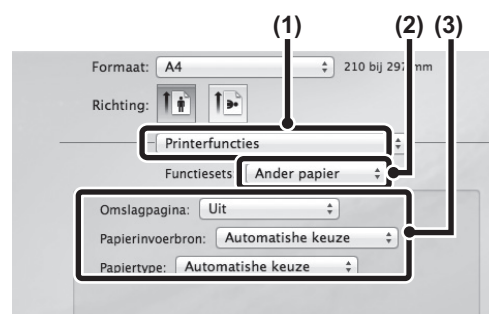 (1) (2) (3)
Formaat: A4 210 bij 297 mm
Richting:
Printerfuncties
Functiesets Ander papier
Omslagpagina: Uit
Papierinvoerbron: Automatishe keuze
Papiertype: Automatishe keuze